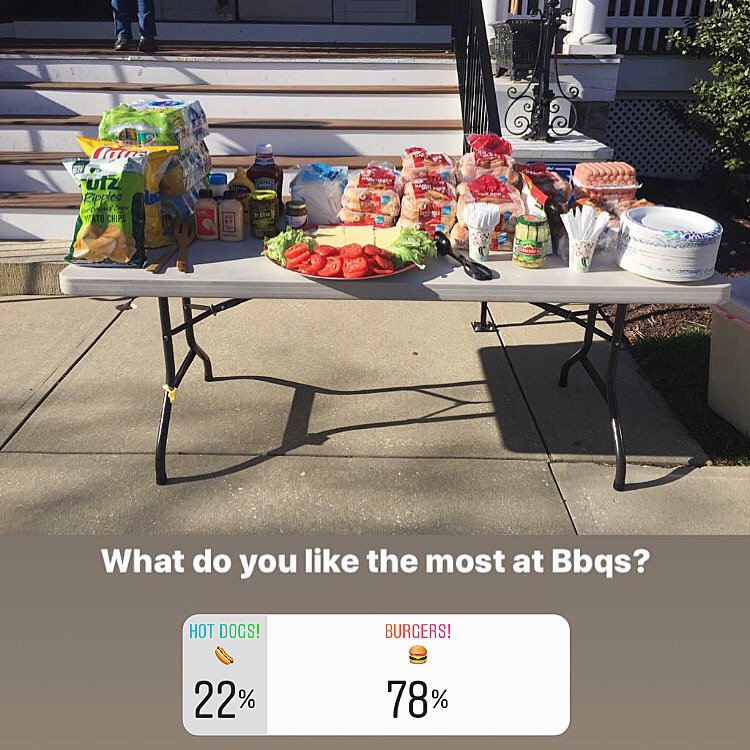 UTZ
Ripples
POTATO CHIPS
What do you like the most at Bbqs?
HOT DOGS! BURGERS!
22% 78%